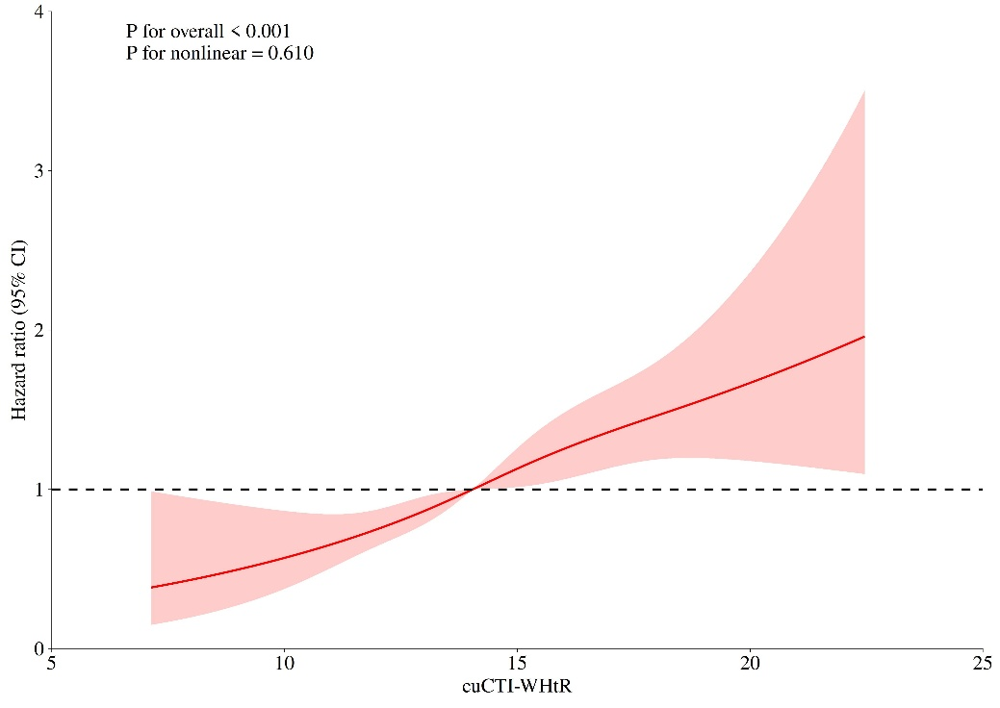 P for overall < 0.001
P for nonlinear = 0.610
Hazard ratio (95% CI)
4
3
2
1
0
5 10 15 20 25
cuCTI-WHtR